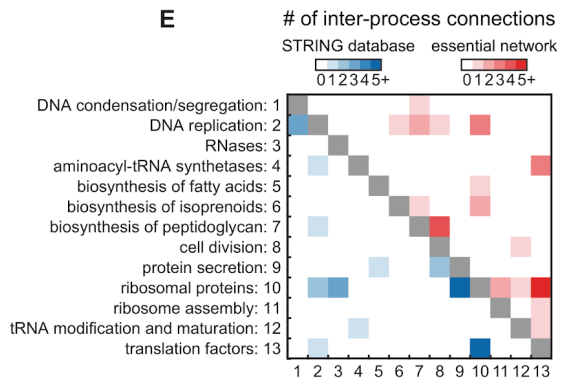 E
# of inter-process connections
STRING database essential network
0 1 2 3 4 5+ 0 1 2 3 4 5+
DNA condensation/segregation: 1
DNA replication: 2
RNases: 3
aminoacyl-tRNA synthetases: 4
biosynthesis of fatty acids: 5
biosynthesis of isoprenoids: 6
biosynthesis of peptidoglycan: 7
cell division: 8
protein secretion: 9
ribosomal proteins: 10
ribosome assembly: 11
tRNA modification and maturation: 12
translation factors: 13
1 2 3 4 5 6 7 8 9 10 11 12 13